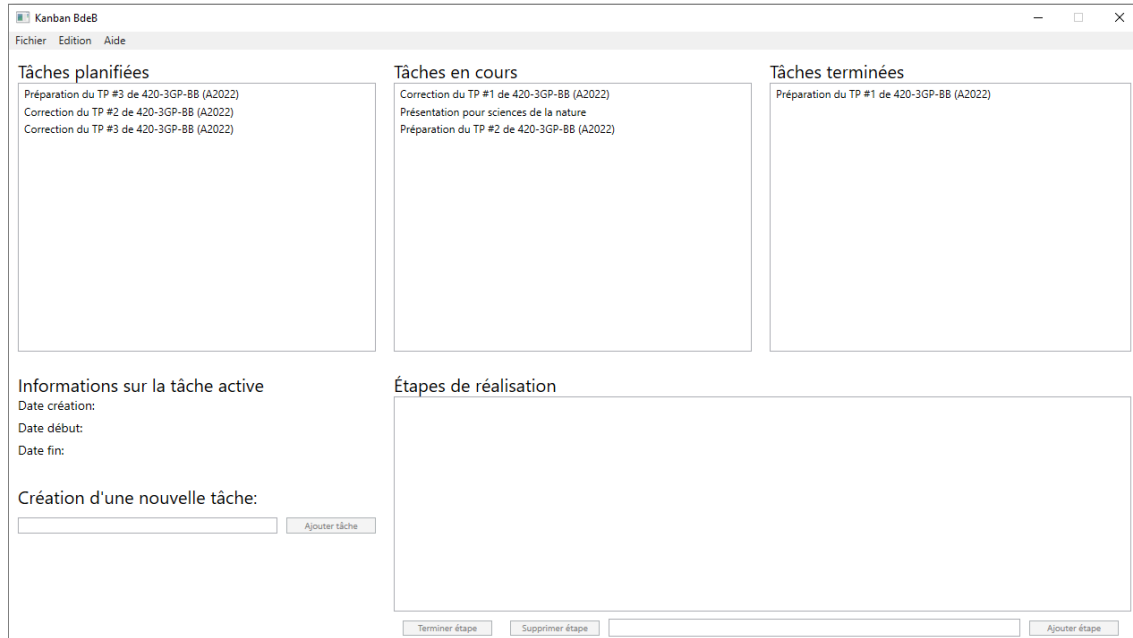 Kanban BdeB
Fichier Edition Aide
Tâches planifiées
Préparation du TP #3 de 420-3GP-BB (A2022)
Correction du TP #2 de 420-3GP-BB (A2022)
Correction du TP #3 de 420-3GP-BB (A2022)
Tâches en cours
Correction du TP #1 de 420-3GP-BB (A2022)
Présentation pour sciences de la nature
Préparation du TP #2 de 420-3GP-BB (A2022)
Tâches terminées
Préparation du TP #1 de 420-3GP-BB (A2022)
Informations sur la tâche active
Date création:
Date début:
Date fin:
Création d'une nouvelle tâche:
Ajouter tâche
Étapes de réalisation
Terminer étape
Supprimer étape
Ajouter étape